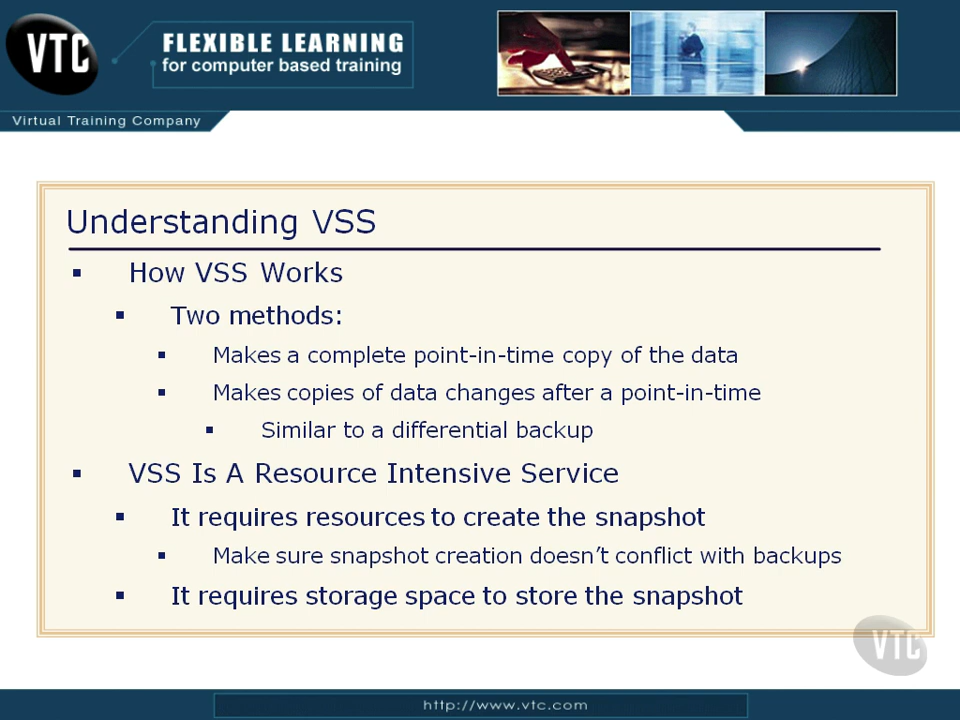 VTC
FLEXIBLE LEARNING
for computer based training
Virtual Training Company
Understanding VSS
How VSS Works
Two methods:
Makes a complete point-in-time copy of the data
Makes copies of data changes after a point-in-time
Similar to a differential backup
VSS Is A Resource Intensive Service
It requires resources to create the snapshot
Make sure snapshot creation doesn't conflict with backups
It requires storage space to store the snapshot
VTC
http://www.vtc.com